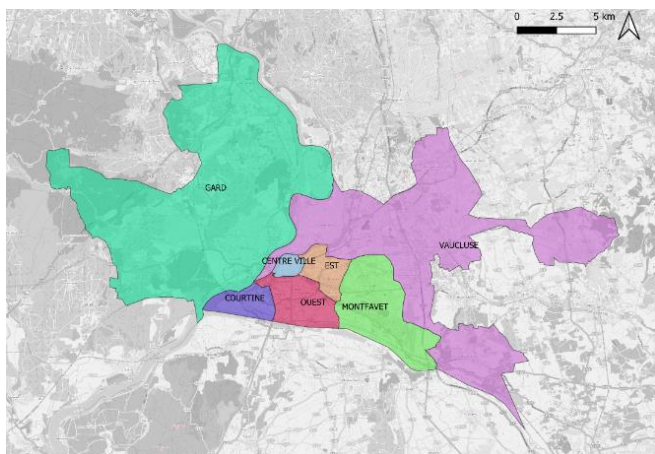 0 2.5 5 km
GARD
VAUCLUSE
CENTRE VILLE
EST
COURTINE
OUEST
MONTFAVET